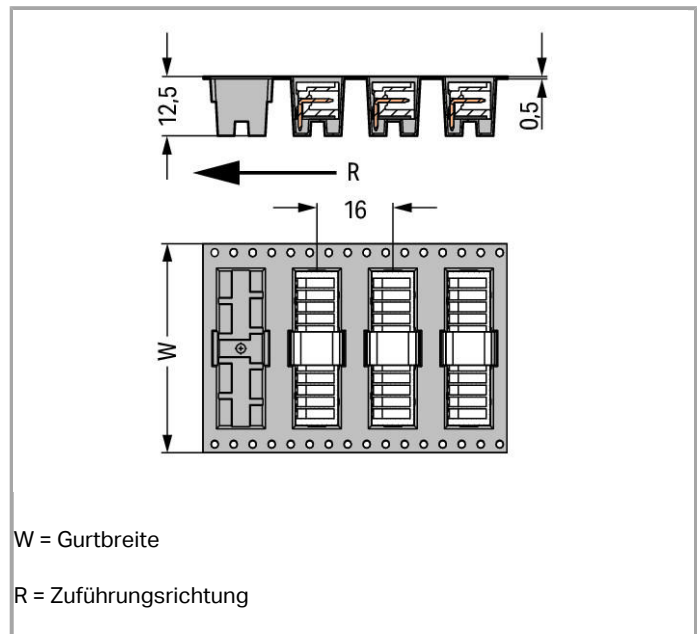 12,5
0,5
R
16
W
W = Gurtbreite
R = Zuführungsrichtung